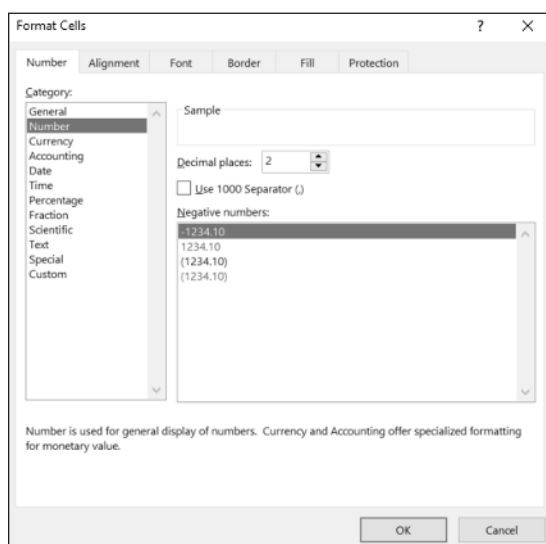 Format Cells ? ×
Number Alignment Font Border Fill Protection
Category:
General
Number
Currency
Accounting
Date
Time
Percentage
Fraction
Scientific
Text
Special
Custom
Sample
Decimal places: 2
Use 1000 Separator (,)
Negative numbers:
-1234.10
1234.10
(1234.10)
(1234.10)
Number is used for general display of numbers. Currency and Accounting offer specialized formatting
for monetary value.
OK Cancel